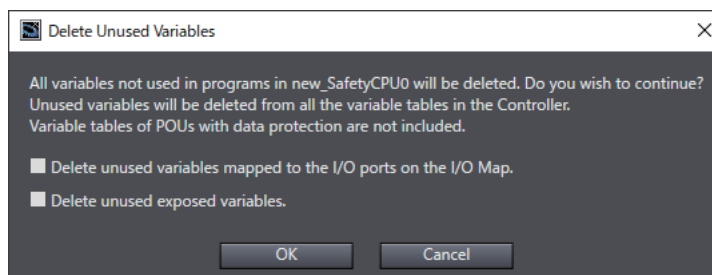 Delete Unused Variables
All variables not used in programs in new_SafetyCPU0 will be deleted. Do you wish to continue?
Unused variables will be deleted from all the variable tables in the Controller.
Variable tables of POUs with data protection are not included.
Delete unused variables mapped to the I/O ports on the I/O Map.
Delete unused exposed variables.
OK Cancel